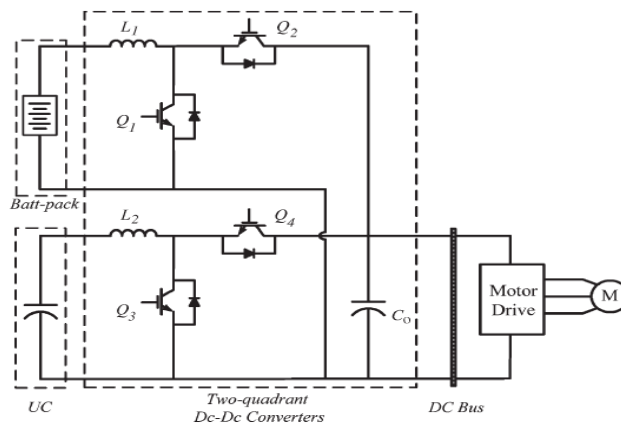 L1
Q2
Q1
Batt-pack
L2
Q4
Q3
Co
Motor
Drive
M
UC
Two-quadrant
Dc-Dc Converters
DC Bus